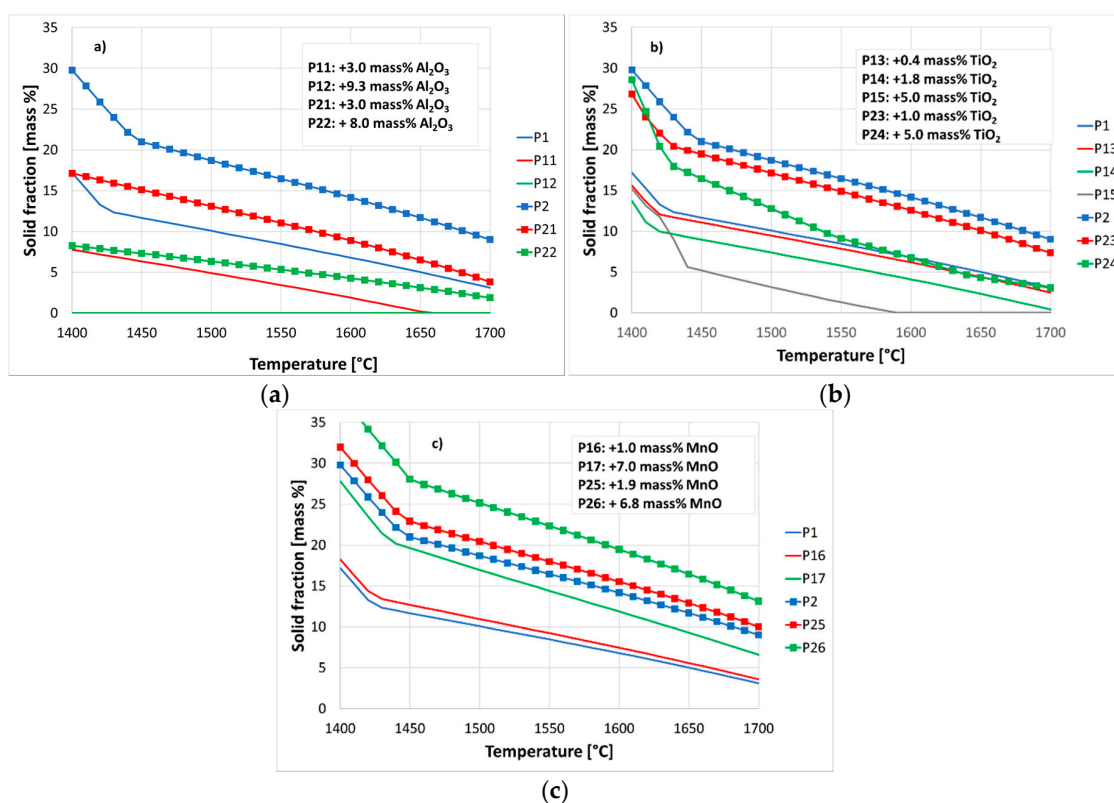 a)
P11: +3.0 mass% Al₂O₃
P12: +9.3 mass% Al₂O₃
P21: +3.0 mass% Al₂O₃
P22: + 8.0 mass% Al₂O₃
35
30
25
20
15
10
5
0
Solid fraction [mass %]
1400 1450 1500 1550 1600 1650 1700
Temperature [°C]
P1
P11
P12
P2
P21
P22
(a)
b)
P13: +0.4 mass% TiO₂
P14: +1.8 mass% TiO₂
P15: +5.0 mass% TiO₂
P23: +1.0 mass% TiO₂
P24: + 5.0 mass% TiO₂
35
30
25
20
15
10
5
0
Solid fraction [mass %]
1400 1450 1500 1550 1600 1650 1700
Temperature [°C]
P1
P13
P14
P15
P2
P23
P24
(b)
c)
P16: +1.0 mass% MnO
P17: +7.0 mass% MnO
P25: +1.9 mass% MnO
P26: + 6.8 mass% MnO
35
30
25
20
15
10
5
0
Solid fraction [mass %]
1400 1450 1500 1550 1600 1650 1700
Temperature [°C]
P1
P16
P17
P2
P25
P26
(c)